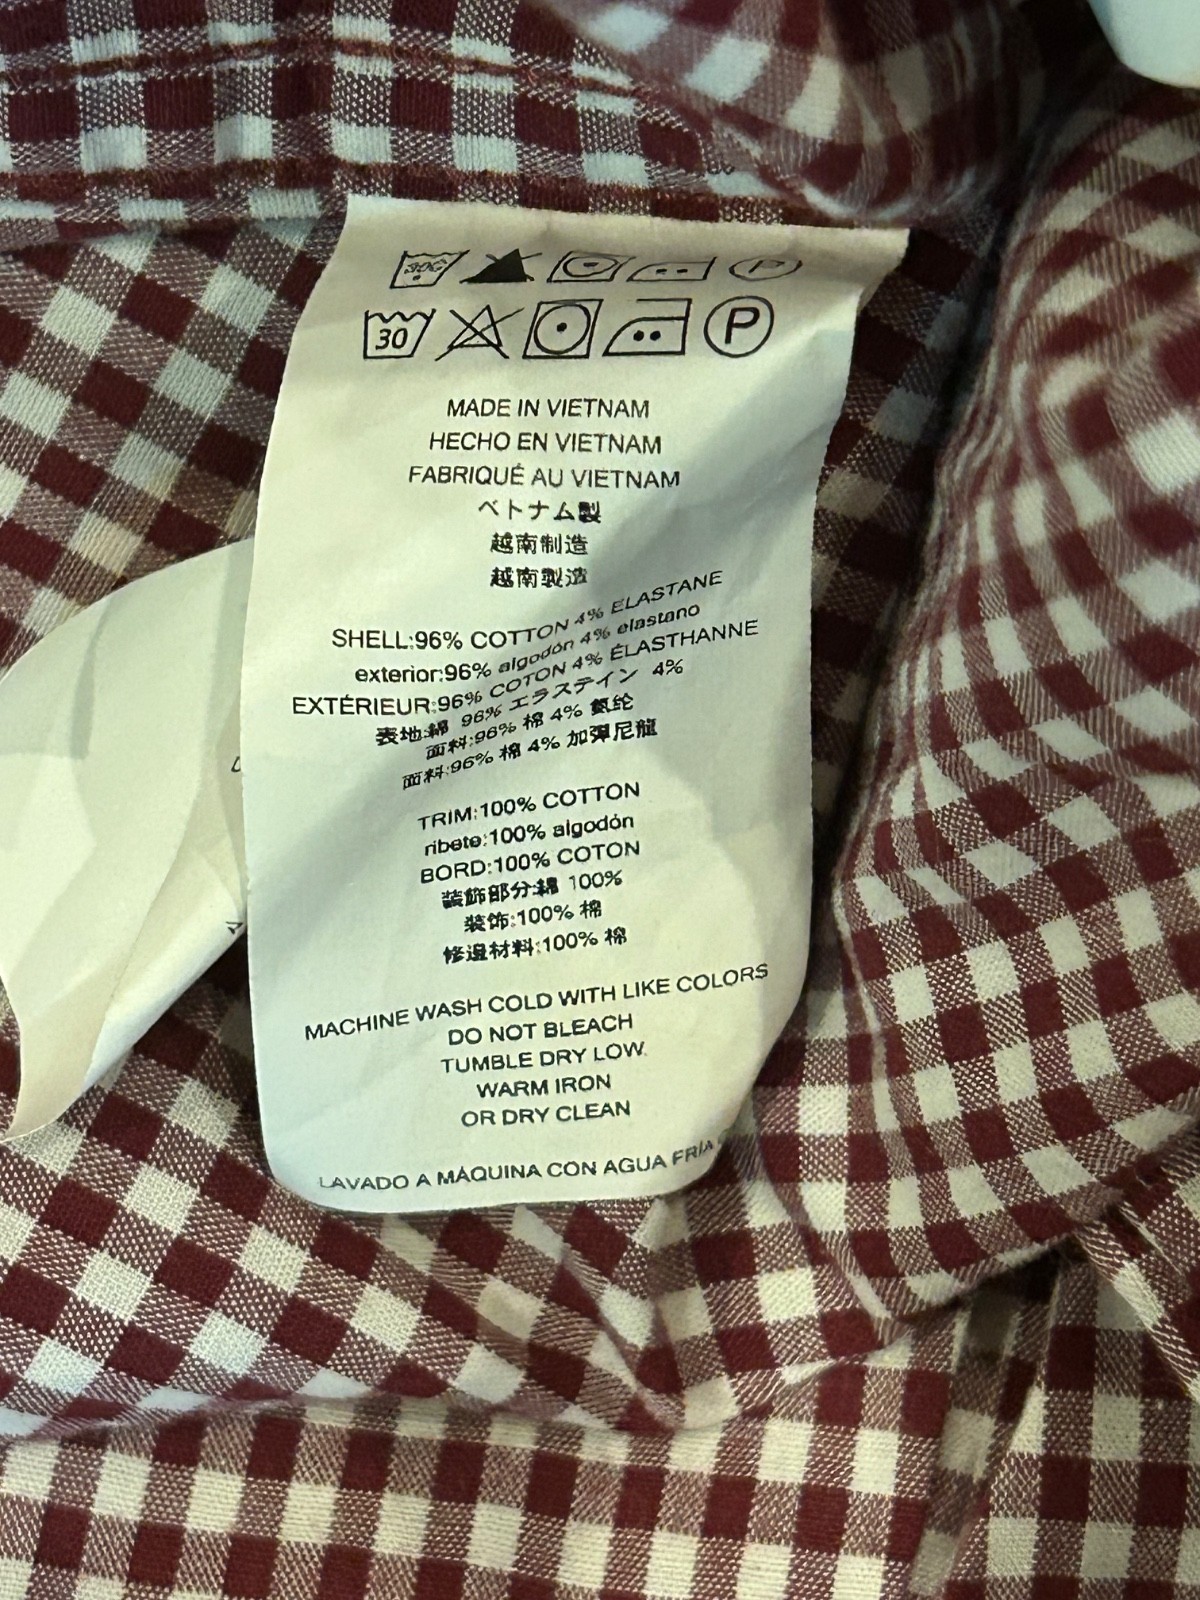 30C P
30 P
MADE IN VIETNAM
HECHO EN VIETNAM
FABRIQUÉ AU VIETNAM
ベトナム製
越南制造
越南製造
SHELL:96% COTTON 4% ELASTANE
exterior:96% algodón 4% elastano
EXTÉRIEUR:96% COTON 4% ÉLASTHANNE
表地:綿 96% エラステイン 4%
面料:96% 棉 4% 氨纶
面料:96% 棉 4% 加彈尼龍
TRIM:100% COTTON
ribete:100% algodón
BORD:100% COTON
装飾部分:綿 100%
装饰:100% 棉
修邊材料:100% 棉
MACHINE WASH COLD WITH LIKE COLORS
DO NOT BLEACH
TUMBLE DRY LOW.
WARM IRON
OR DRY CLEAN
LAVADO A MÁQUINA CON AGUA FRÍA